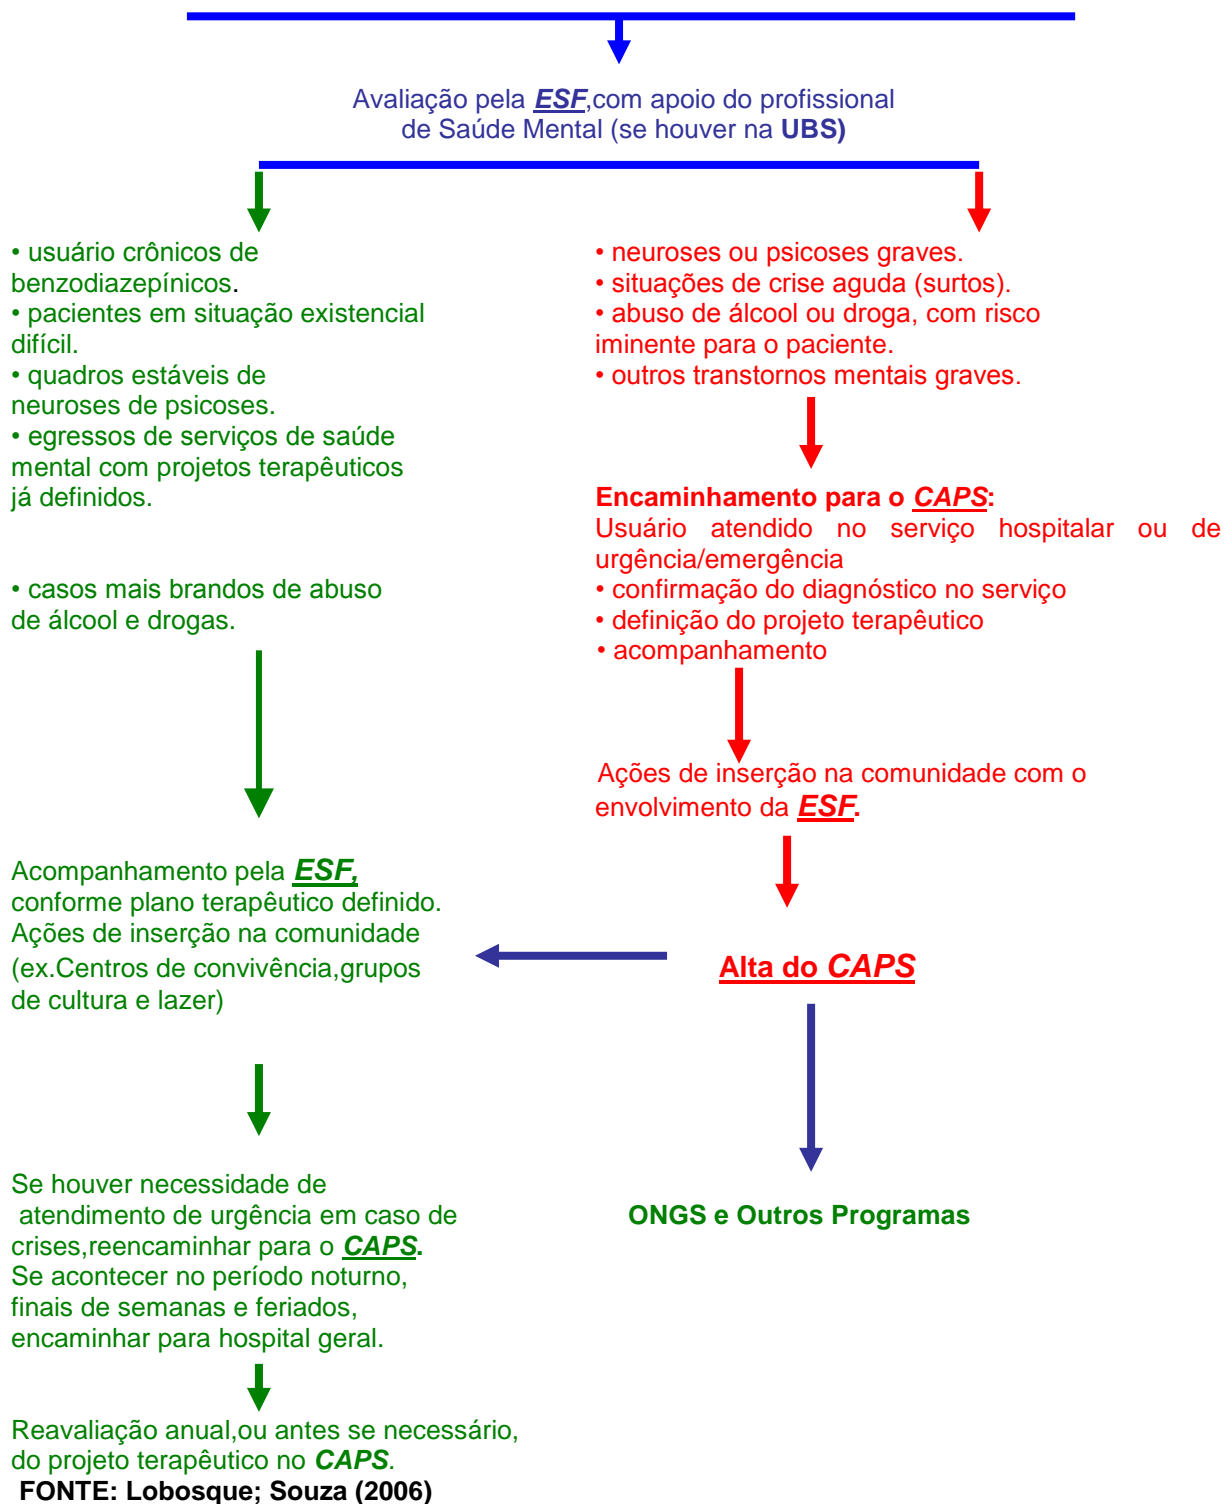 Avaliação pela ESF,com apoio do profissional
de Saúde Mental (se houver na UBS)
• usuário crônicos de
benzodiazepínicos.
• pacientes em situação existencial
difícil.
• quadros estáveis de
neuroses de psicoses.
• egressos de serviços de saúde
mental com projetos terapêuticos
já definidos.
• casos mais brandos de abuso
de álcool e drogas.
Acompanhamento pela ESF,
conforme plano terapêutico definido.
Ações de inserção na comunidade
(ex.Centros de convivência,grupos
de cultura e lazer)
Se houver necessidade de
atendimento de urgência em caso de
crises,reencaminhar para o CAPS.
Se acontecer no período noturno,
finais de semanas e feriados,
encaminhar para hospital geral.
Reavaliação anual,ou antes se necessário,
do projeto terapêutico no CAPS.
• neuroses ou psicoses graves.
• situações de crise aguda (surtos).
• abuso de álcool ou droga, com risco
iminente para o paciente.
• outros transtornos mentais graves.
Encaminhamento para o CAPS:
Usuário atendido no serviço hospitalar ou de
urgência/emergência
• confirmação do diagnóstico no serviço
• definição do projeto terapêutico
• acompanhamento
Ações de inserção na comunidade com o
envolvimento da ESF.
Alta do CAPS
ONGS e Outros Programas
FONTE: Lobosque; Souza (2006)